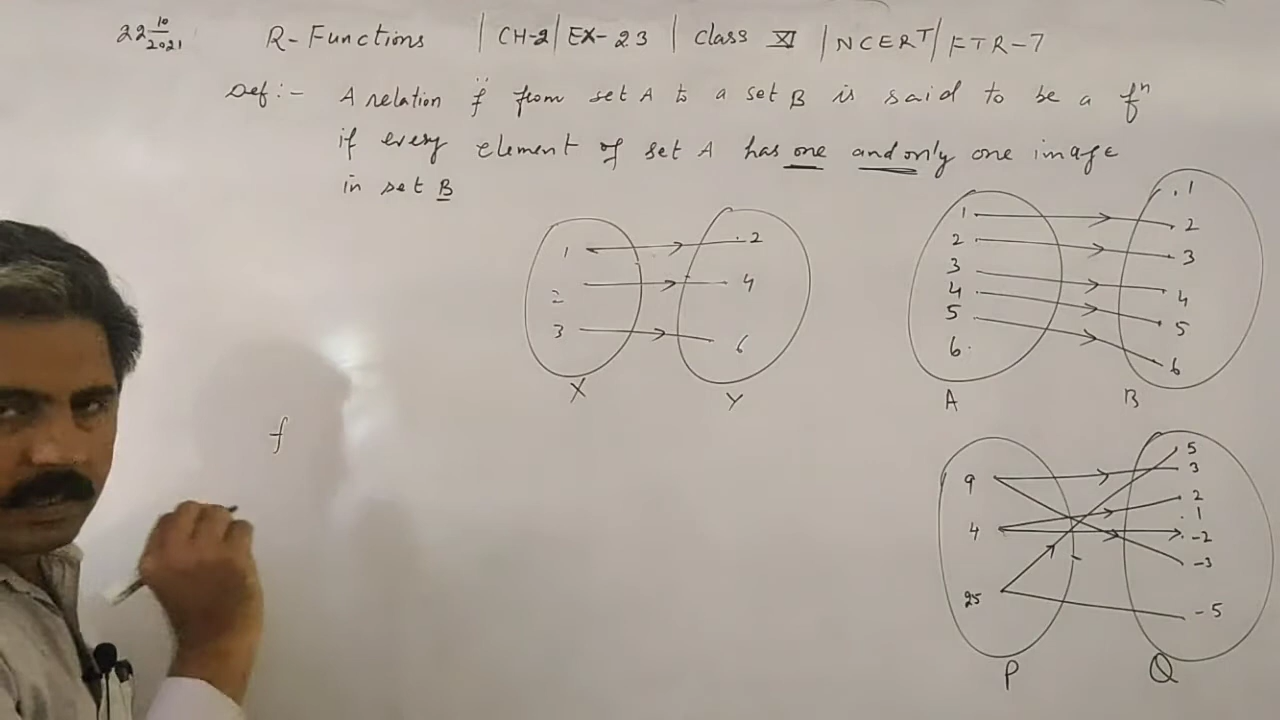 22 10/2021 R-Functions | CH-2 | EX-2.3 | Class XI | NCERT | FTR-7
Def:- A relation f from set A to a set B is said to be a fⁿ
if every element of set A has one and only one image
in set B
1 2
2 4
3 6
X Y
1 .1
2 2
3 3
4 4
5 5
6. 6
A B
f
9 5
4 3
25 2
.1
-2
-3
-5
P Q